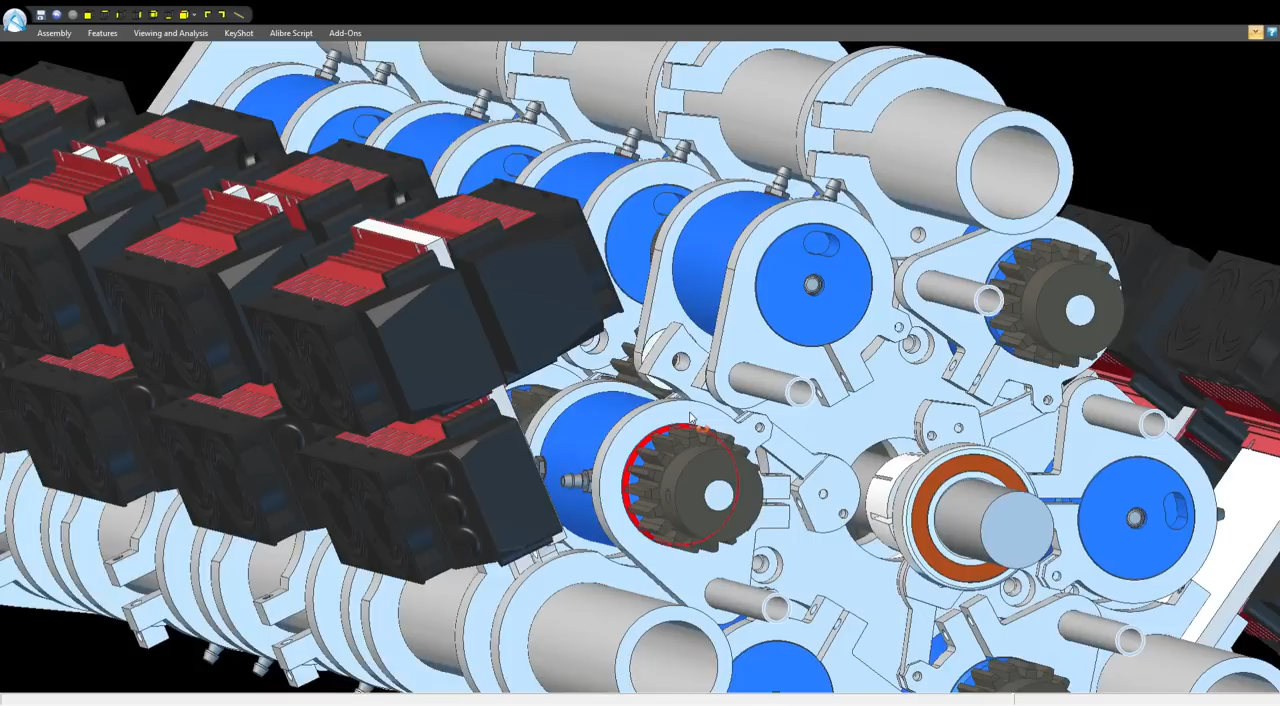 Assembly
Features
Viewing and Analysis
KeyShot
Alibre Script
Add-Ons
?